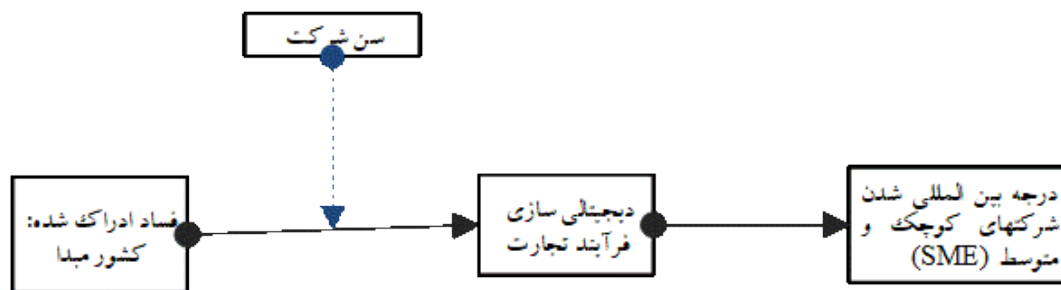 سن شرکت
فساد ادراک شده:
کشور مبدا
دیجیتالی سازی
فرآیند تجارت
درجه بین المللی شدن
شرکتهای کوچک و
متوسط (SME)